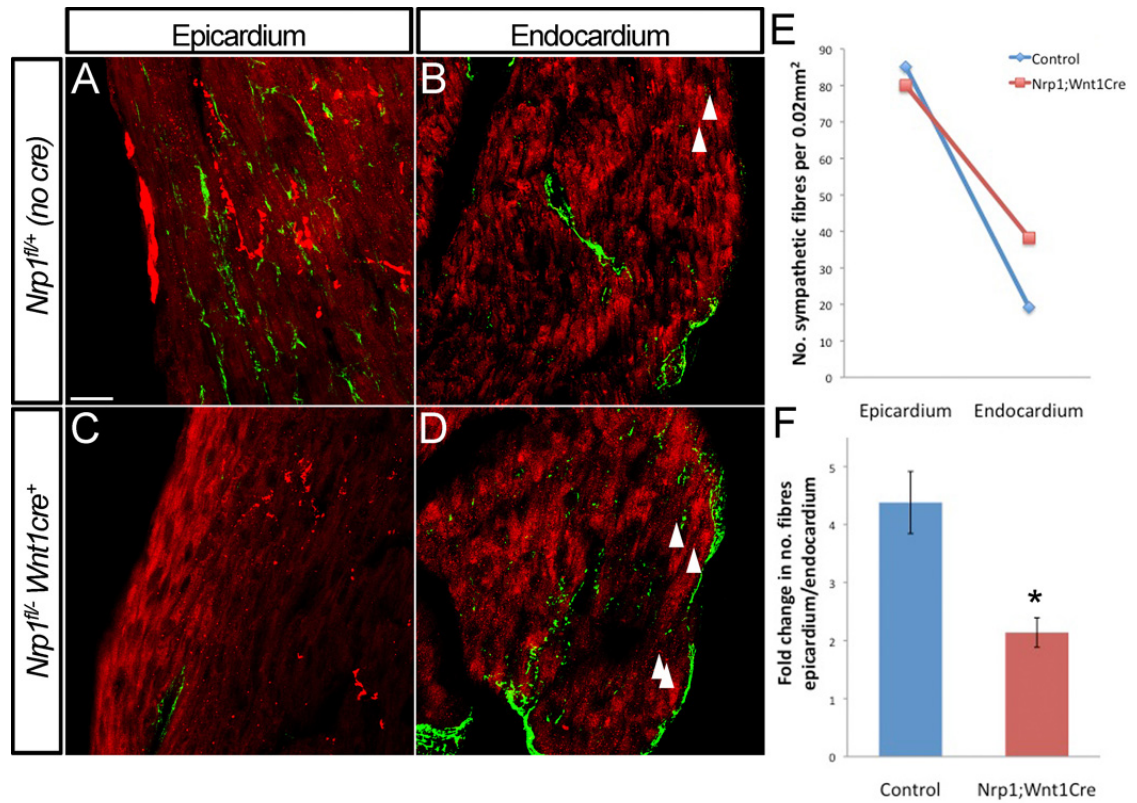 Epicardium
Endocardium
Nrp1fl/+ (no cre)
Nrp1fl/- Wnt1cre+
A
B
C
D
E
90
80
70
60
50
40
30
20
10
0
No. sympathetic fibres per 0.02mm²
Control
Nrp1;Wnt1Cre
Epicardium
Endocardium
F
5
4
3
2
1
0
Fold change in no. fibres
epicardium/endocardium
*
Control
Nrp1;Wnt1Cre